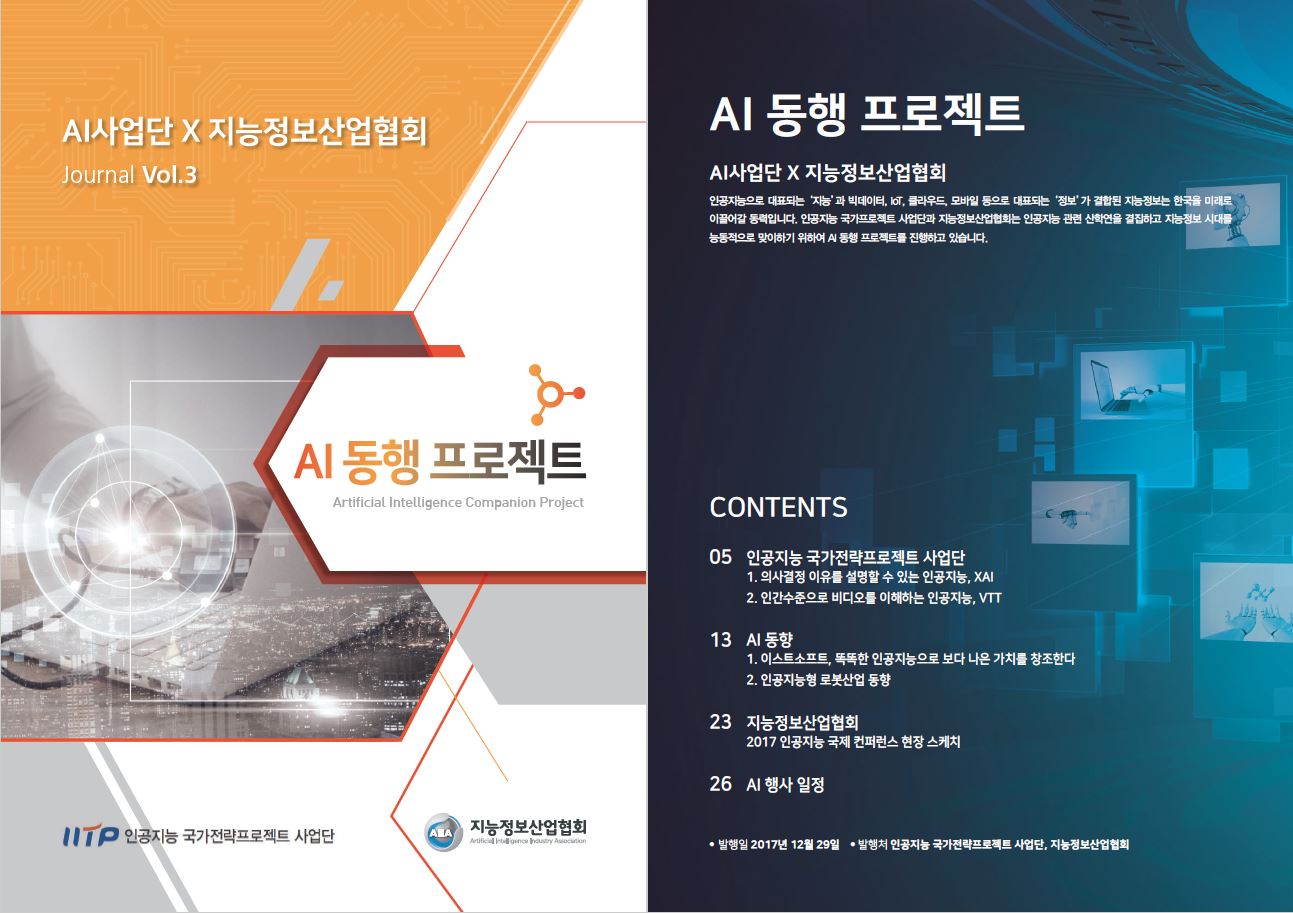 AI사업단 X 지능정보산업협회
Journal Vol.3
AI 동행 프로젝트
Artificial Intelligence Companion Project
IITP 인공지능 국가전략프로젝트 사업단
AIIA 지능정보산업협회
Artificial Intelligence Industry Association
AI 동행 프로젝트
AI사업단 X 지능정보산업협회
인공지능으로 대표되는 ‘지능’과 빅데이터, IoT, 클라우드, 모바일 등으로 대표되는 ‘정보’가 결합된 지능정보는 한국을 미래로
이끌어갈 동력입니다. 인공지능 국가프로젝트 사업단과 지능정보산업협회는 인공지능 관련 산학연을 결집하고 지능정보 시대를
능동적으로 맞이하기 위하여 AI 동행 프로젝트를 진행하고 있습니다.
CONTENTS
05 인공지능 국가전략프로젝트 사업단
1. 의사결정 이유를 설명할 수 있는 인공지능, XAI
2. 인간수준으로 비디오를 이해하는 인공지능, VTT
13 AI 동향
1. 이스트소프트, 똑똑한 인공지능으로 보다 나은 가치를 창조한다
2. 인공지능형 로봇산업 동향
23 지능정보산업협회
2017 인공지능 국제 컨퍼런스 현장 스케치
26 AI 행사 일정
• 발행일 2017년 12월 29일 • 발행처 인공지능 국가전략프로젝트 사업단, 지능정보산업협회